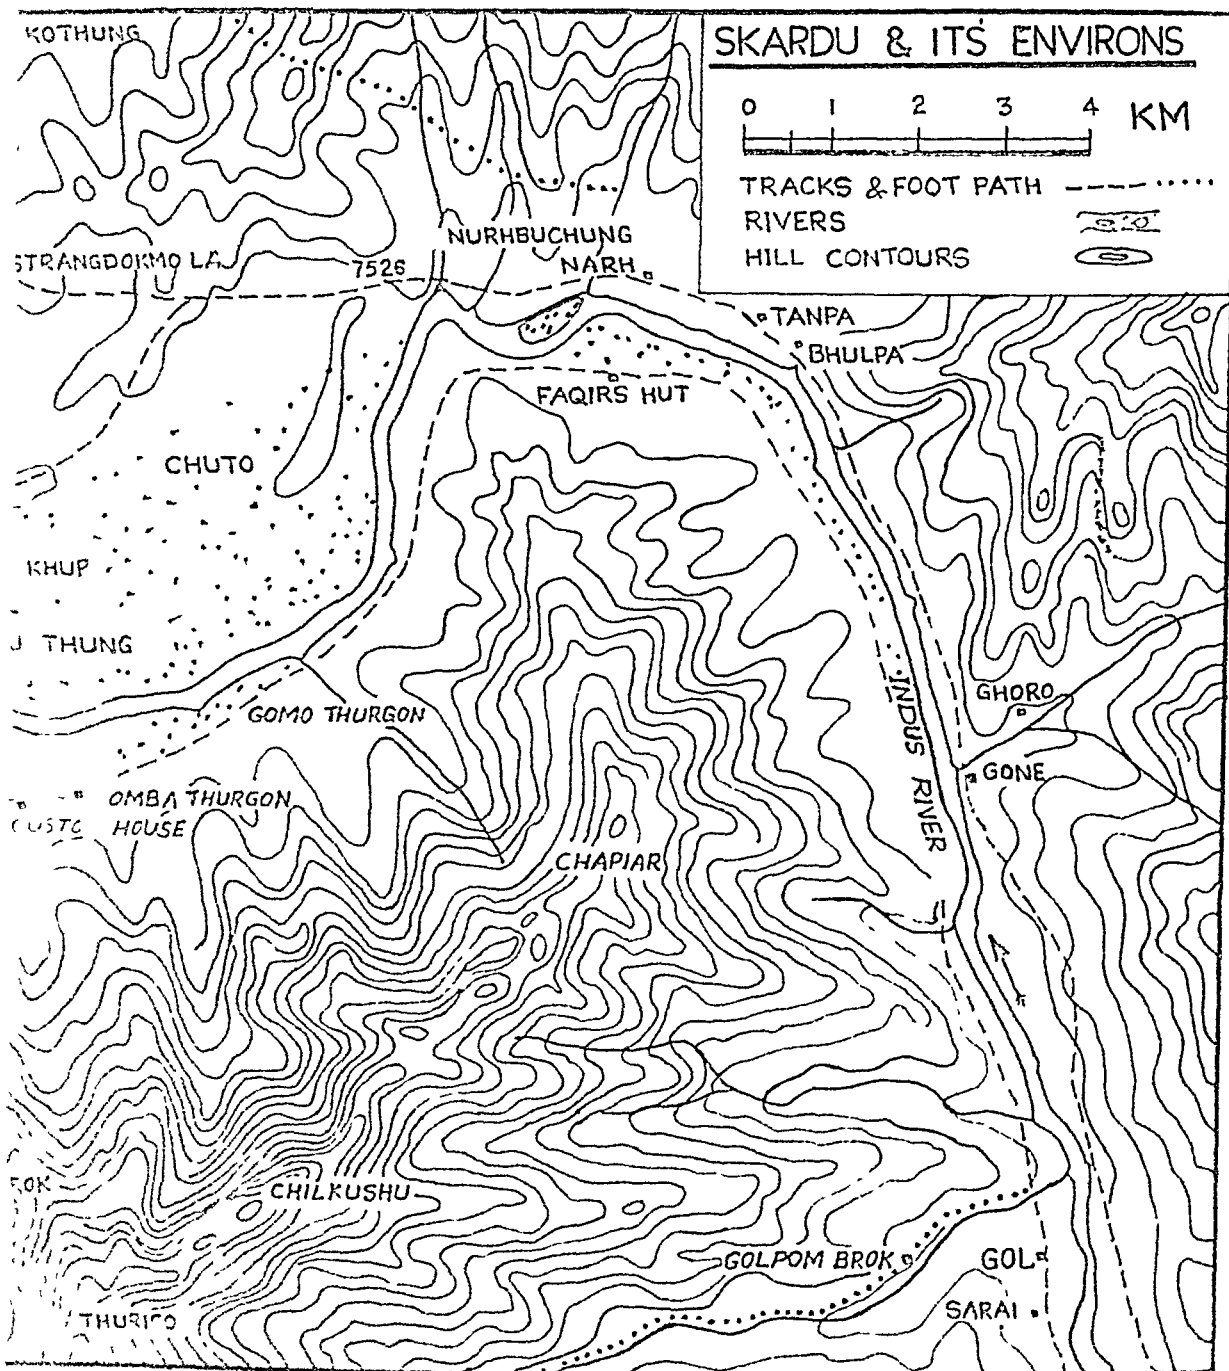 KOTHUNG
SKARDU & ITS ENVIRONS
0 1 2 3 4 KM
TRACKS & FOOT PATH
RIVERS
HILL CONTOURS
NURHBUCHUNG
NARH
STRANGDOKMO LA
7526
TANPA
BHULPA
FAQIRS HUT
CHUTO
KHUP
THUNG
INDUS RIVER
GHORO
GOMO THURGON
GONE
OMBA THURGON
HOUSE
CHAPIAR
CHILKUSHU
GOLPOM BROK
GOL
SARAI